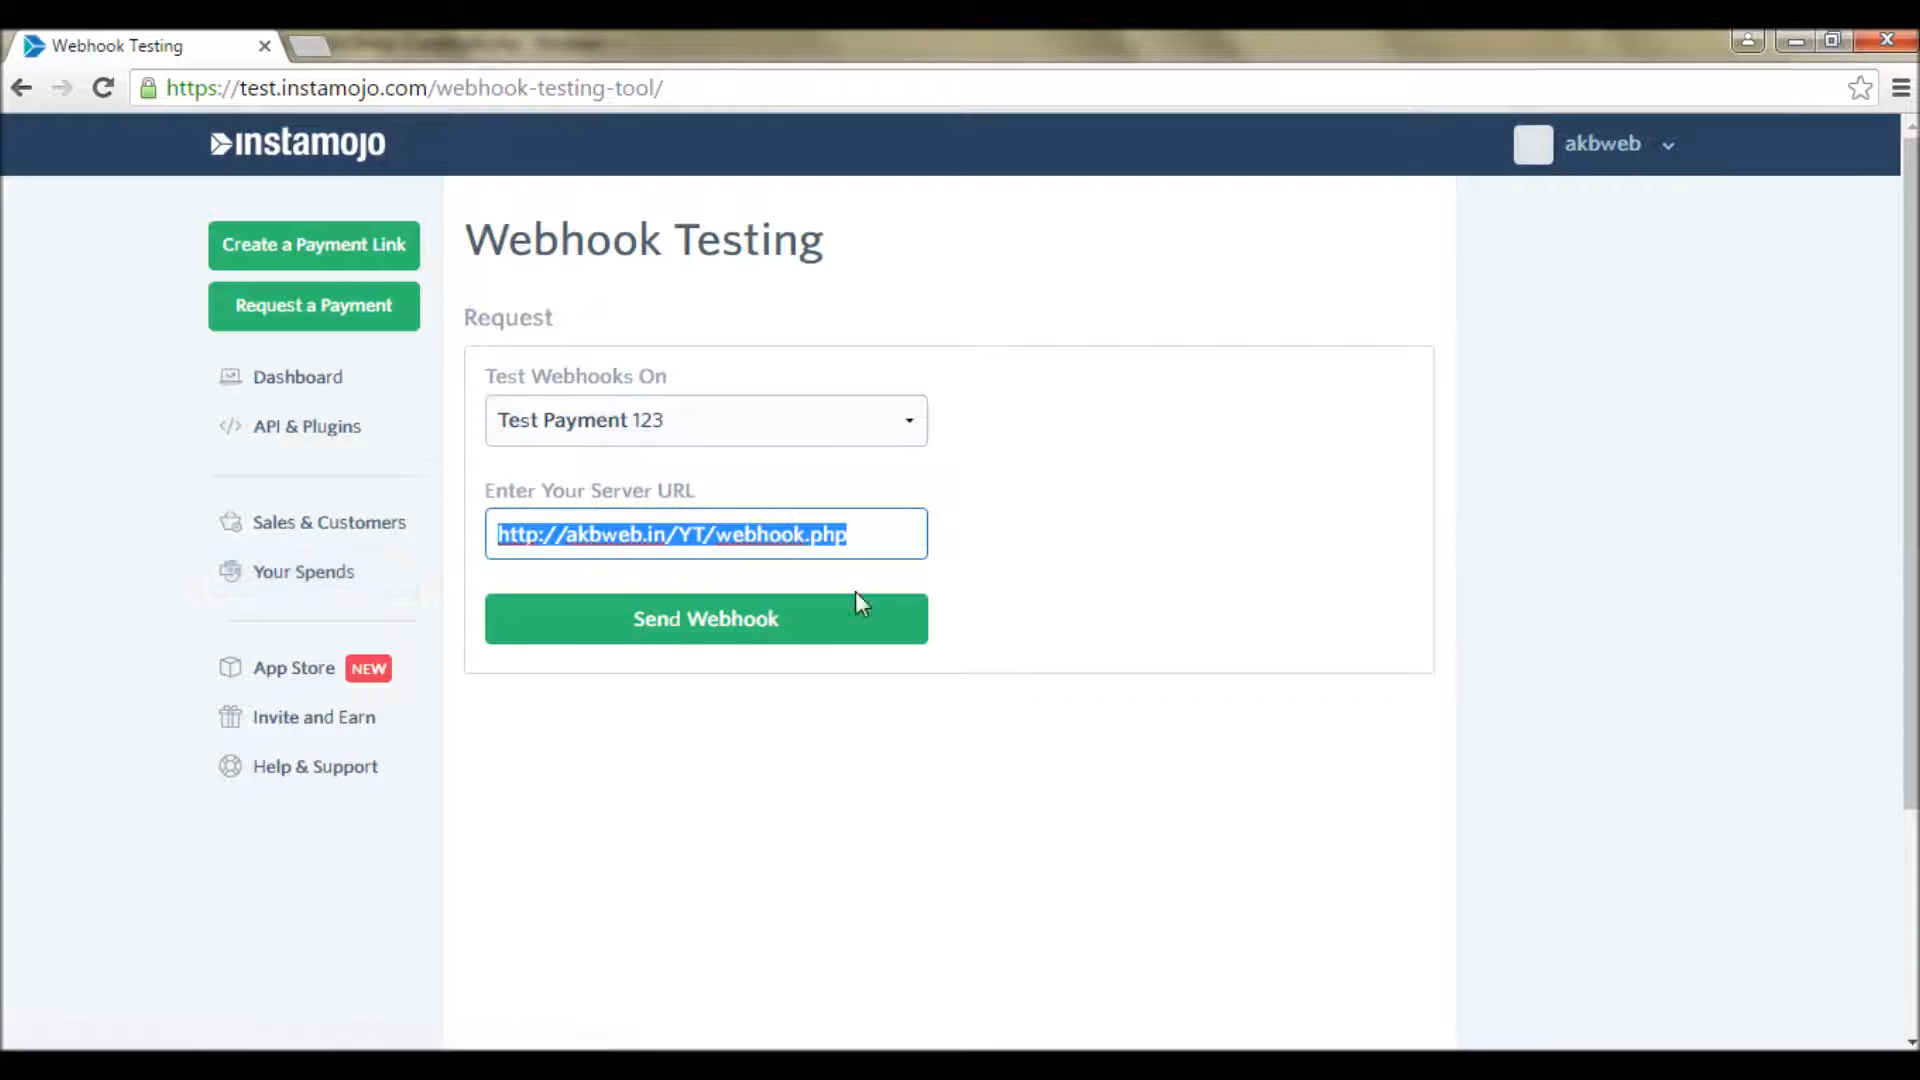 Webhook Testing
https://test.instamojo.com/webhook-testing-tool/
instamojo
akbweb
Create a Payment Link
Request a Payment
Dashboard
API & Plugins
Sales & Customers
Your Spends
App Store NEW
Invite and Earn
Help & Support
Webhook Testing
Request
Test Webhooks On
Test Payment 123
Enter Your Server URL
http://akbweb.in/YT/webhook.php
Send Webhook